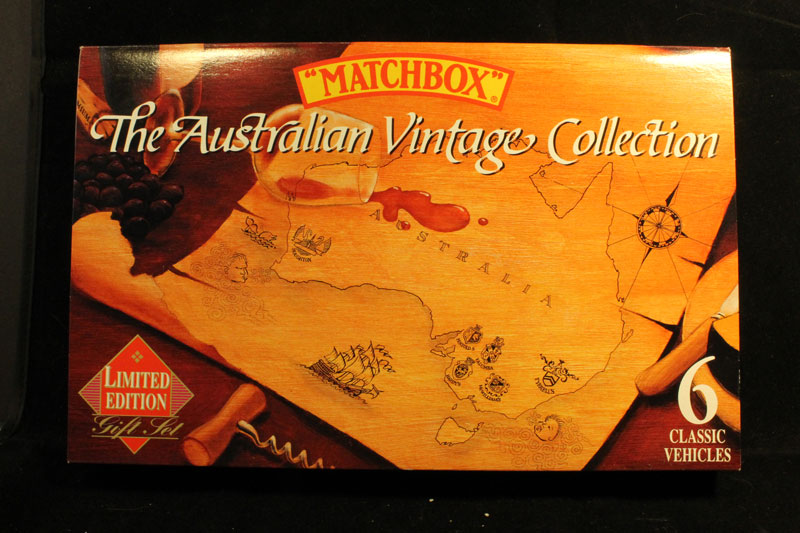 "MATCHBOX"®
The Australian Vintage Collection
AUSTRALIA
LIMITED
EDITION
Gift Set
6
CLASSIC
VEHICLES